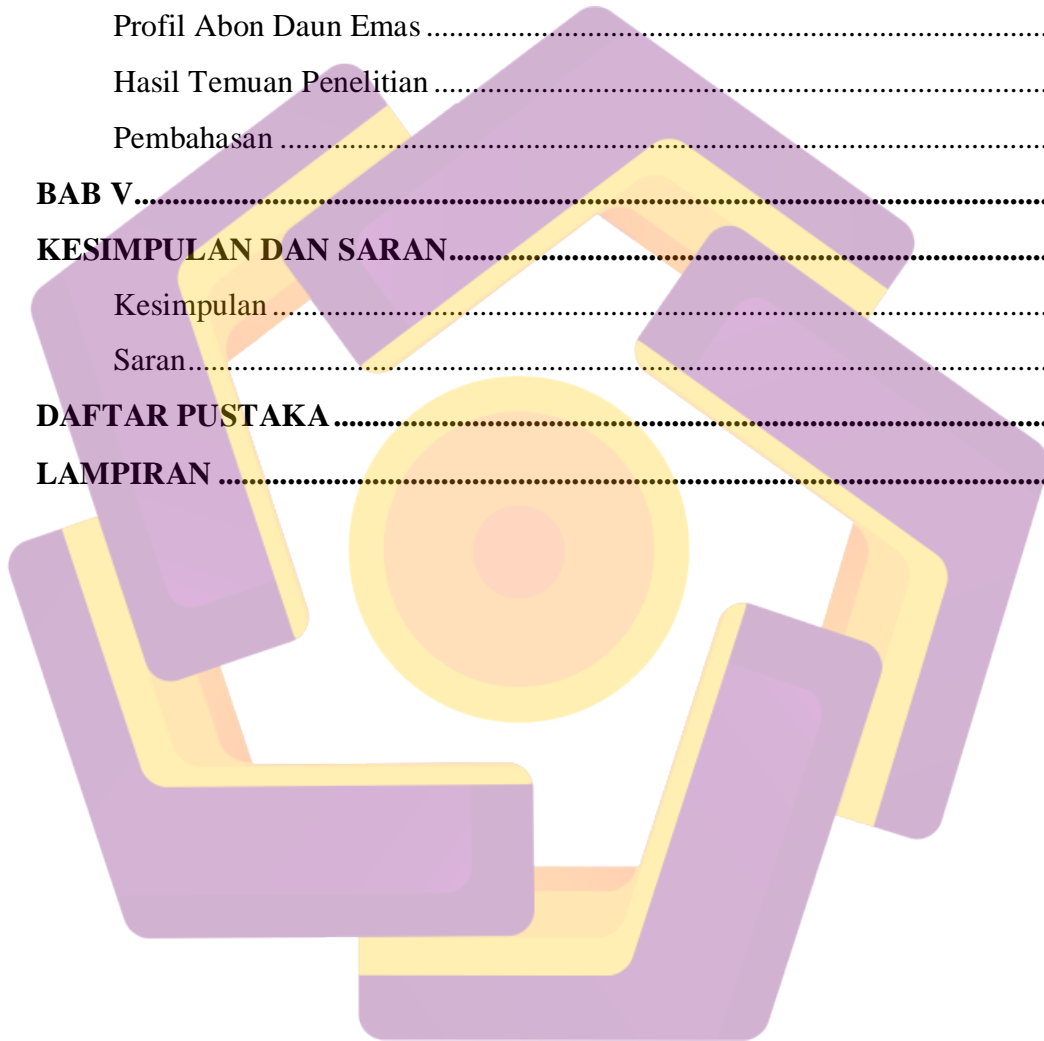 Profil Abon Daun Emas ................................................................................
Hasil Temuan Penelitian ................................................................................
Pembahasan ....................................................................................................
BAB V..............................................................................................................
KESIMPULAN DAN SARAN...........................................................................
Kesimpulan .....................................................................................................
Saran................................................................................................................
DAFTAR PUSTAKA ........................................................................................
LAMPIRAN .....................................................................................................